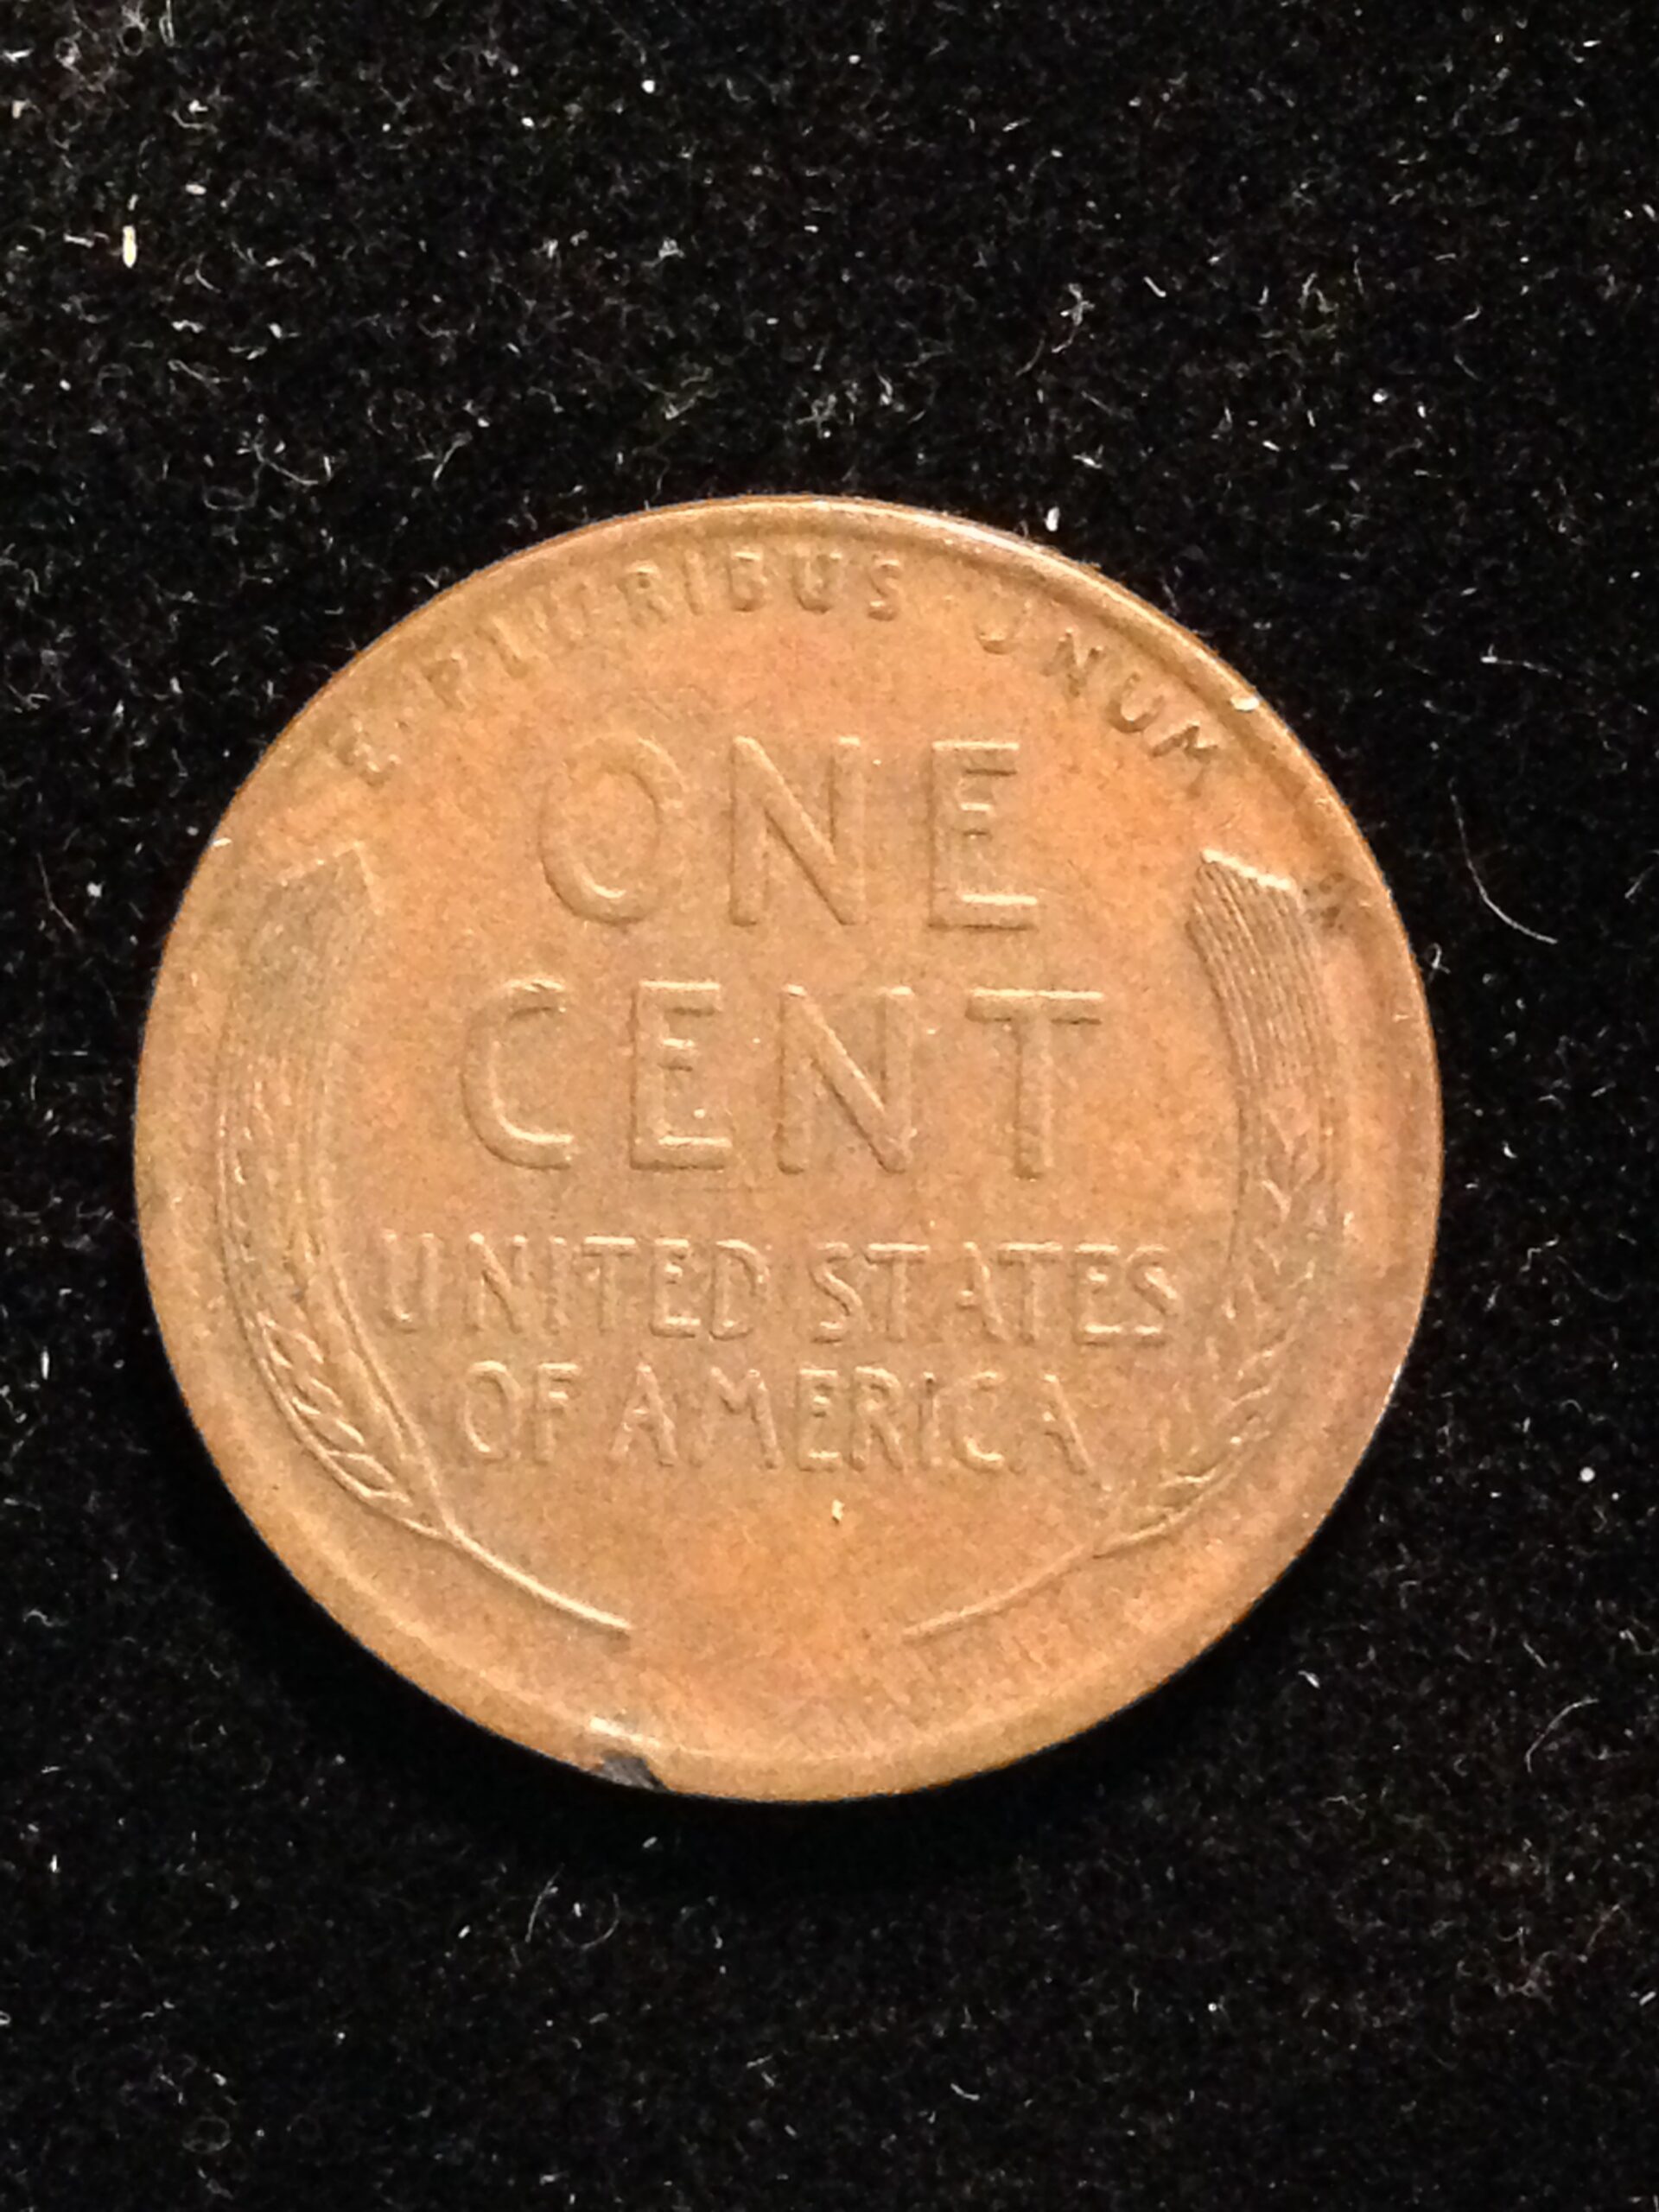 E · PLURIBUS · UNUM
ONE
CENT
UNITED STATES
OF AMERICA